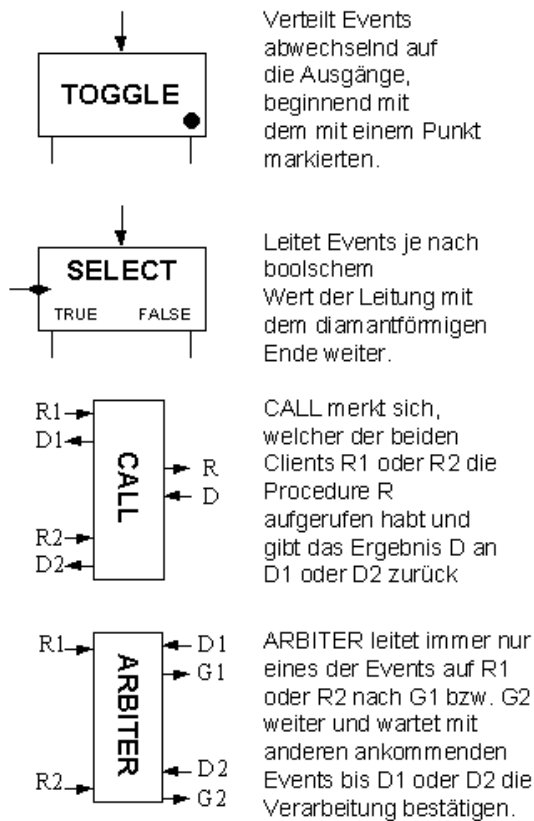 TOGGLE
Verteilt Events
abwechselnd auf
die Ausgänge,
beginnend mit
dem mit einem Punkt
markierten.
SELECT
TRUE FALSE
Leitet Events je nach
boolschem
Wert der Leitung mit
dem diamantförmigen
Ende weiter.
R1
D1
CALL
R
D
R2
D2
CALL merkt sich,
welcher der beiden
Clients R1 oder R2 die
Procedure R
aufgerufen habt und
gibt das Ergebnis D an
D1 oder D2 zurück
R1
ARBITER
D1
G1
R2
D2
G2
ARBITER leitet immer nur
eines der Events auf R1
oder R2 nach G1 bzw. G2
weiter und wartet mit
anderen ankommenden
Events bis D1 oder D2 die
Verarbeitung bestätigen.